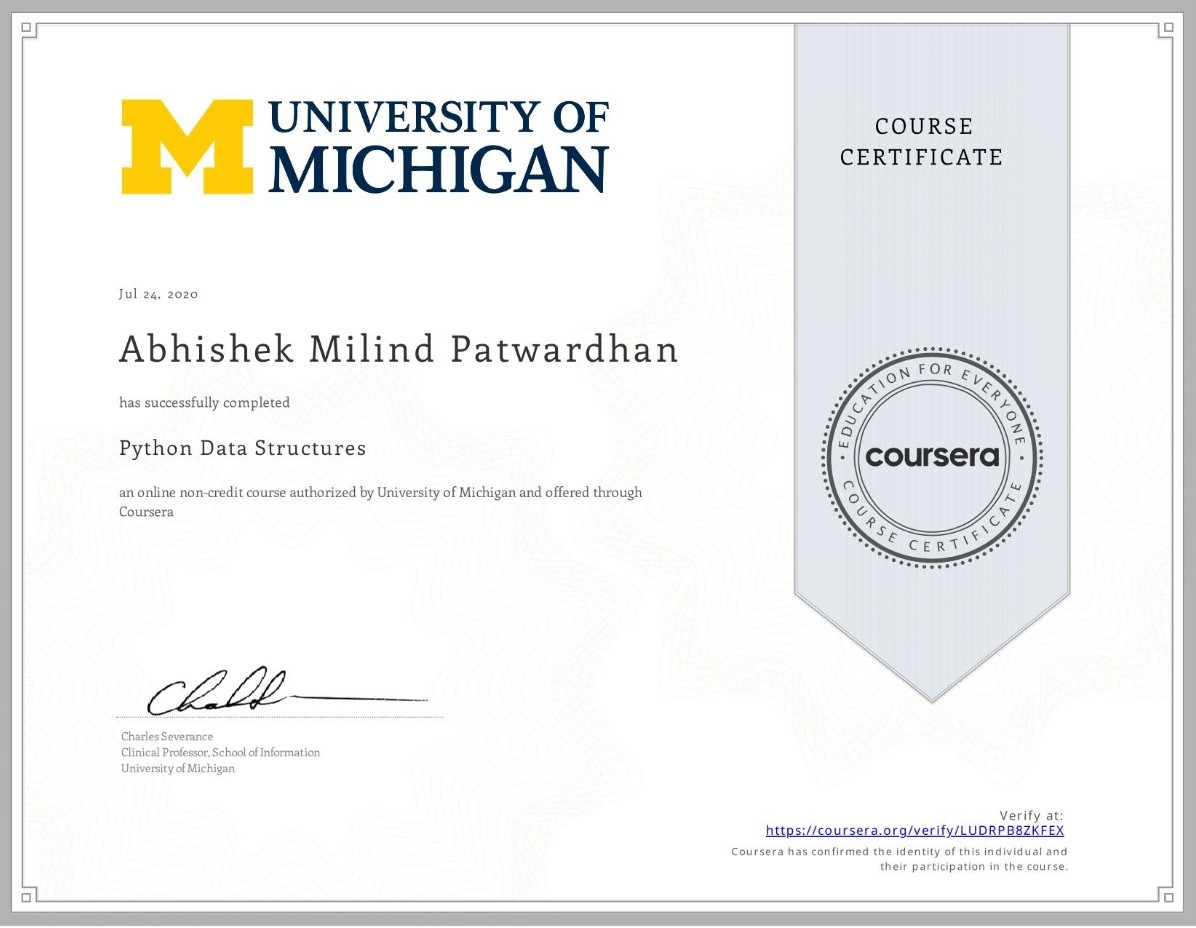 UNIVERSITY OF
MICHIGAN
COURSE
CERTIFICATE
Jul 24, 2020
Abhishek Milind Patwardhan
has successfully completed
Python Data Structures
an online non-credit course authorized by University of Michigan and offered through
Coursera
EDUCATION FOR EVERYONE
coursera
COURSE CERTIFICATE
Charles Severance
Clinical Professor, School of Information
University of Michigan
Verify at:
https://coursera.org/verify/LUDRPB8ZKFEX
Coursera has confirmed the identity of this individual and
their participation in the course.